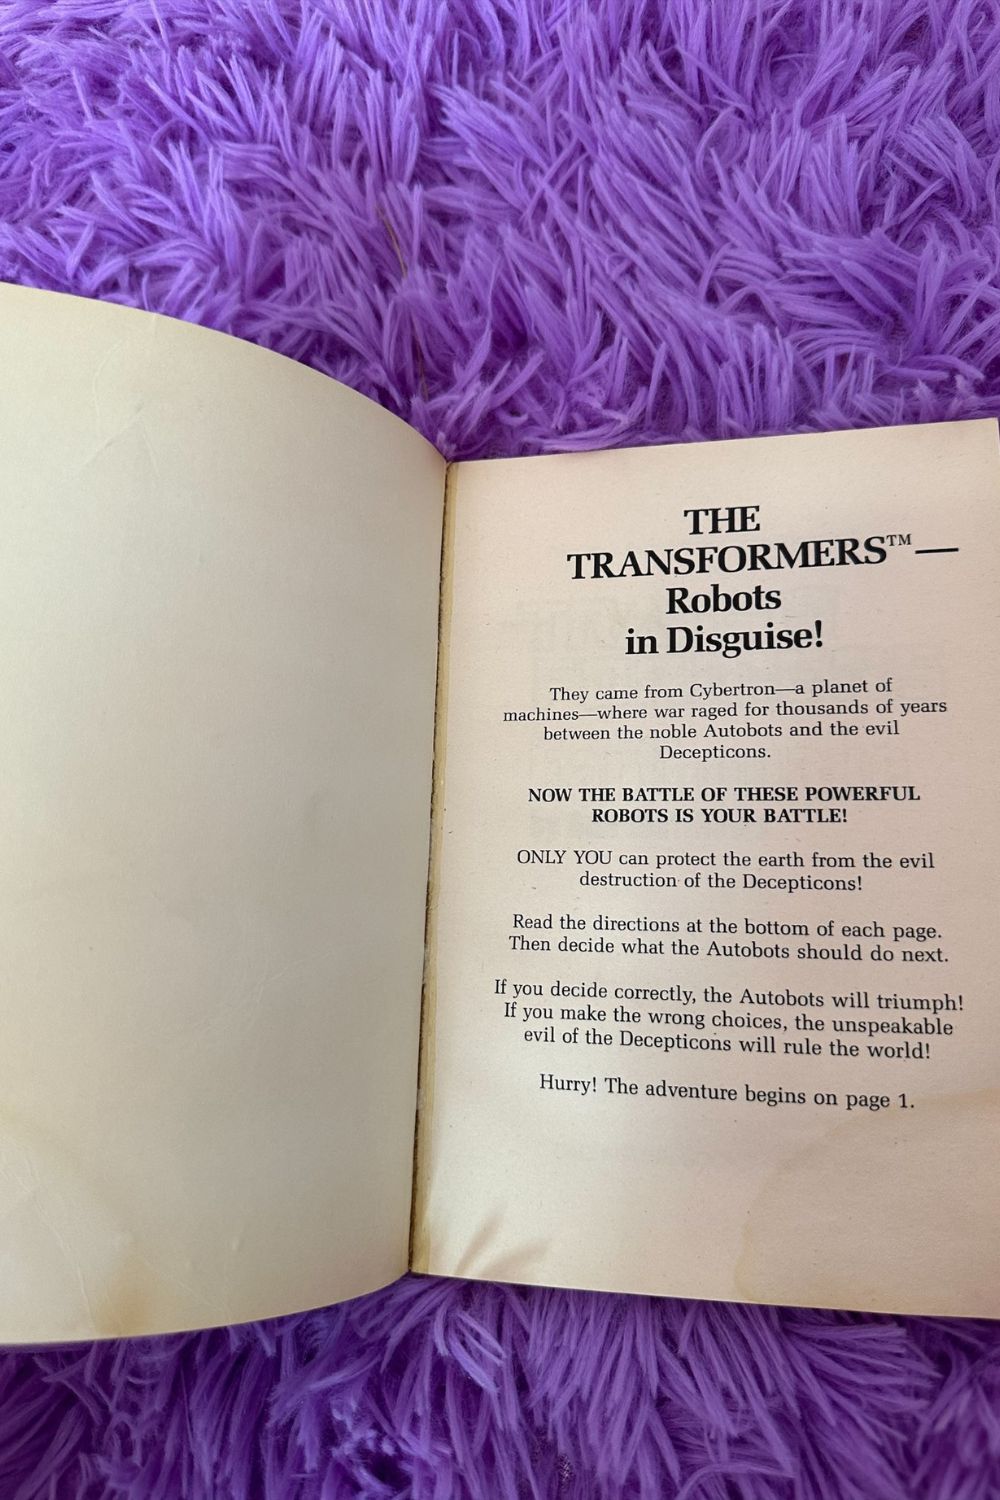 THE
TRANSFORMERS™—
Robots
in Disguise!
They came from Cybertron—a planet of
machines—where war raged for thousands of years
between the noble Autobots and the evil
Decepticons.
NOW THE BATTLE OF THESE POWERFUL
ROBOTS IS YOUR BATTLE!
ONLY YOU can protect the earth from the evil
destruction of the Decepticons!
Read the directions at the bottom of each page.
Then decide what the Autobots should do next.
If you decide correctly, the Autobots will triumph!
If you make the wrong choices, the unspeakable
evil of the Decepticons will rule the world!
Hurry! The adventure begins on page 1.